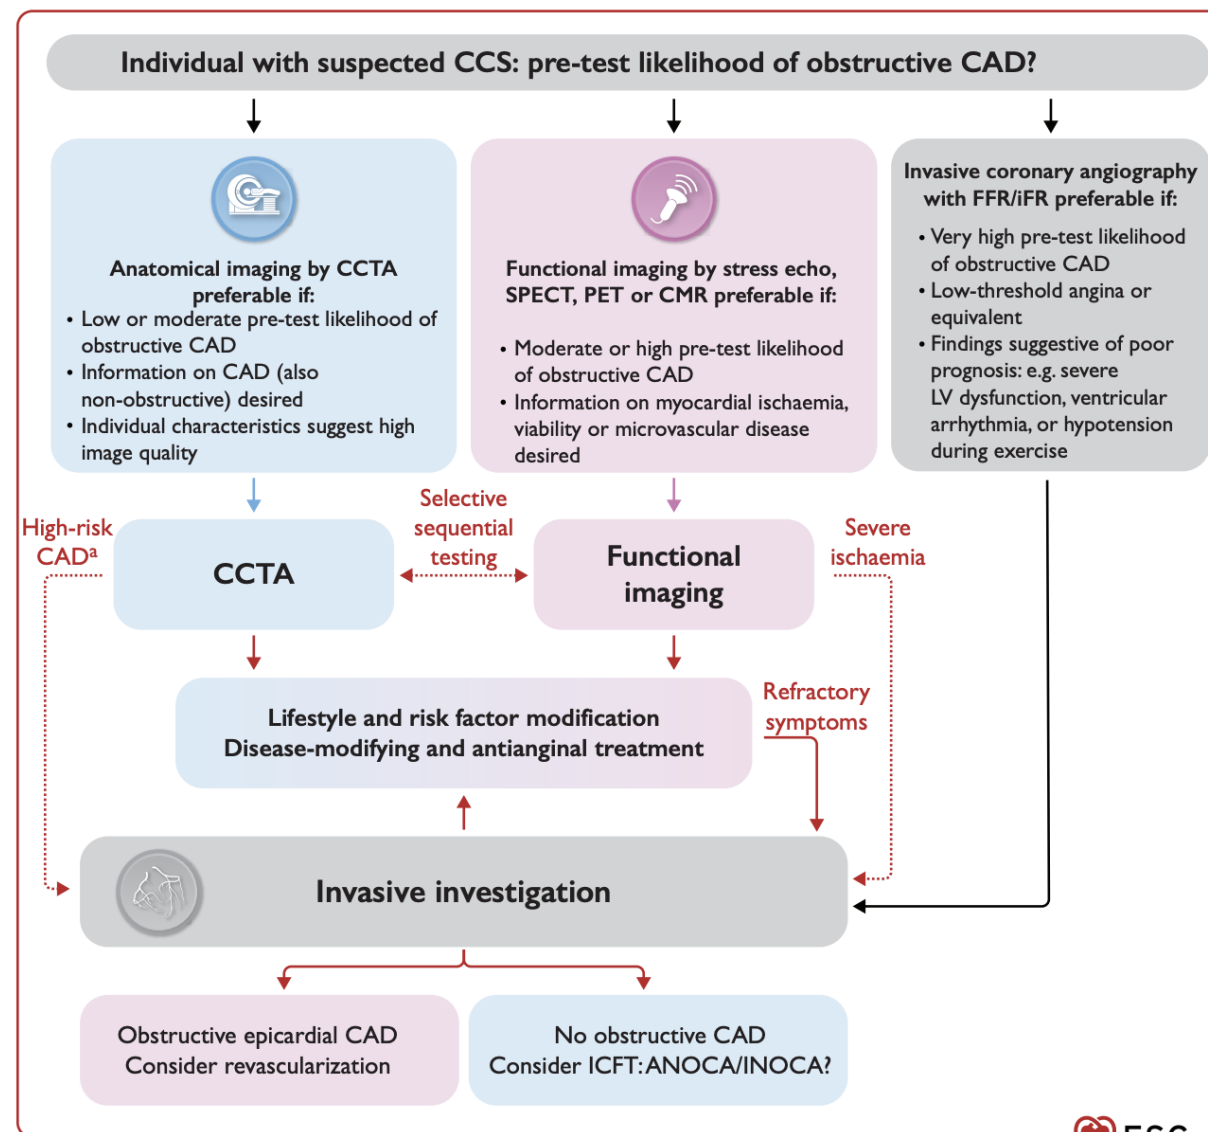 Individual with suspected CCS: pre-test likelihood of obstructive CAD?
Anatomical imaging by CCTA
preferable if:
• Low or moderate pre-test likelihood of
obstructive CAD
• Information on CAD (also
non-obstructive) desired
• Individual characteristics suggest high
image quality
Functional imaging by stress echo,
SPECT, PET or CMR preferable if:
• Moderate or high pre-test likelihood
of obstructive CAD
• Information on myocardial ischaemia,
viability or microvascular disease
desired
Invasive coronary angiography
with FFR/iFR preferable if:
• Very high pre-test likelihood
of obstructive CAD
• Low-threshold angina or
equivalent
• Findings suggestive of poor
prognosis: e.g. severe
LV dysfunction, ventricular
arrhythmia, or hypotension
during exercise
High-risk
CADᵃ
CCTA
Selective
sequential
testing
Functional
imaging
Severe
ischaemia
Lifestyle and risk factor modification
Disease-modifying and antianginal treatment
Refractory
symptoms
Invasive investigation
Obstructive epicardial CAD
Consider revascularization
No obstructive CAD
Consider ICFT: ANOCA/INOCA?
ESC